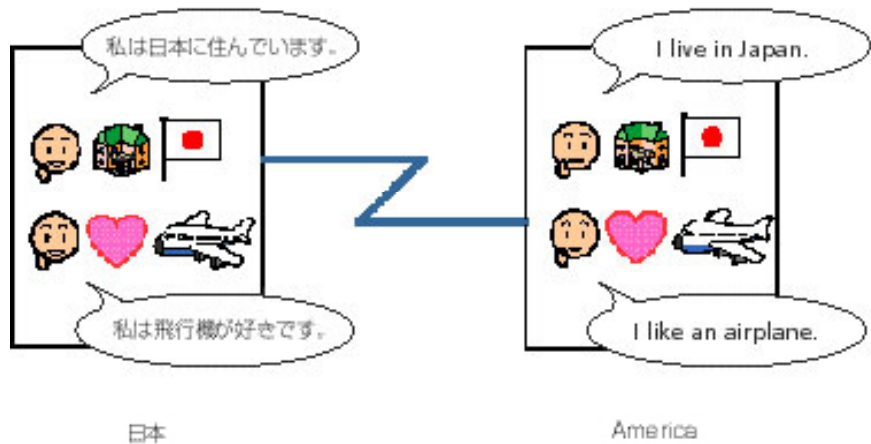 私は日本に住んでいます。
I live in Japan.
私は飛行機が好きです。
I like an airplane.
日本
America